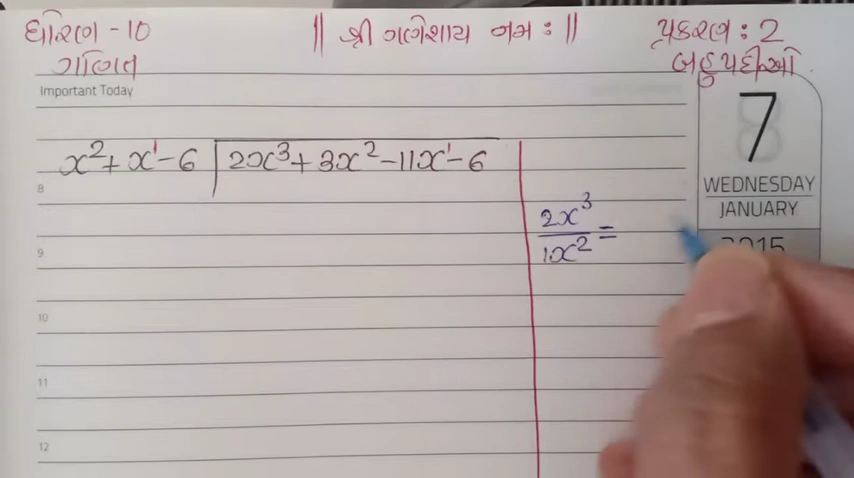 ધોરણ - 10 || શ્રી ગણેશાય નમઃ || પ્રકરણ : 2
ગણિત બહુપદીઓ
Important Today
7
x² + x¹ - 6 | 2x³ + 3x² - 11x¹ - 6
WEDNESDAY
8
JANUARY
2x³/1x² =
2015
9
10
11
12